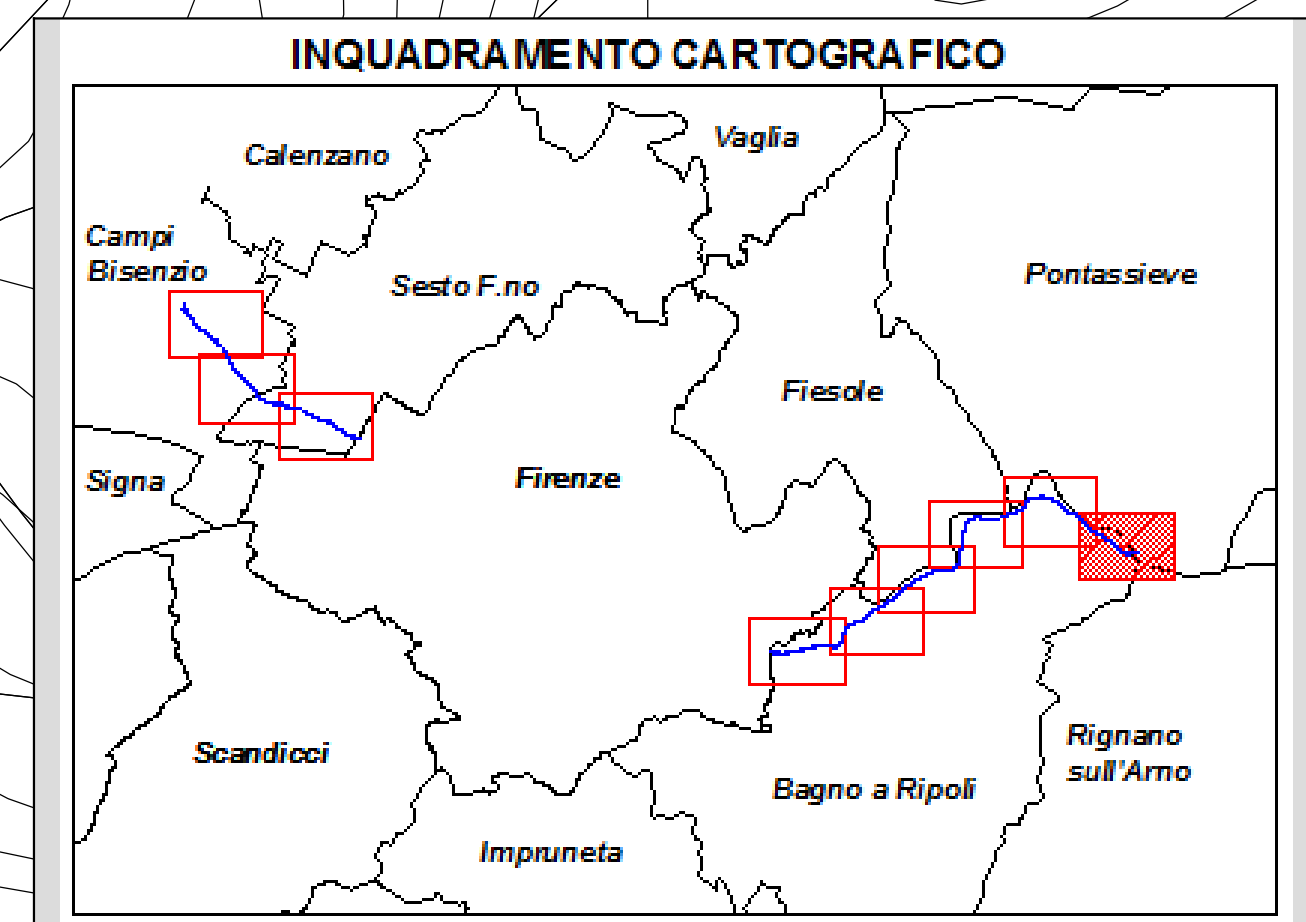 INQUADRAMENTO CARTOGRAFICO
Vaglia
Calenzano
Campi
Bisenzio
Sesto F.no
Pontassieve
Fiesole
Signa
Firenze
Scandicci
Rignano
sull'Arno
Bagno a Ripoli
Impruneta